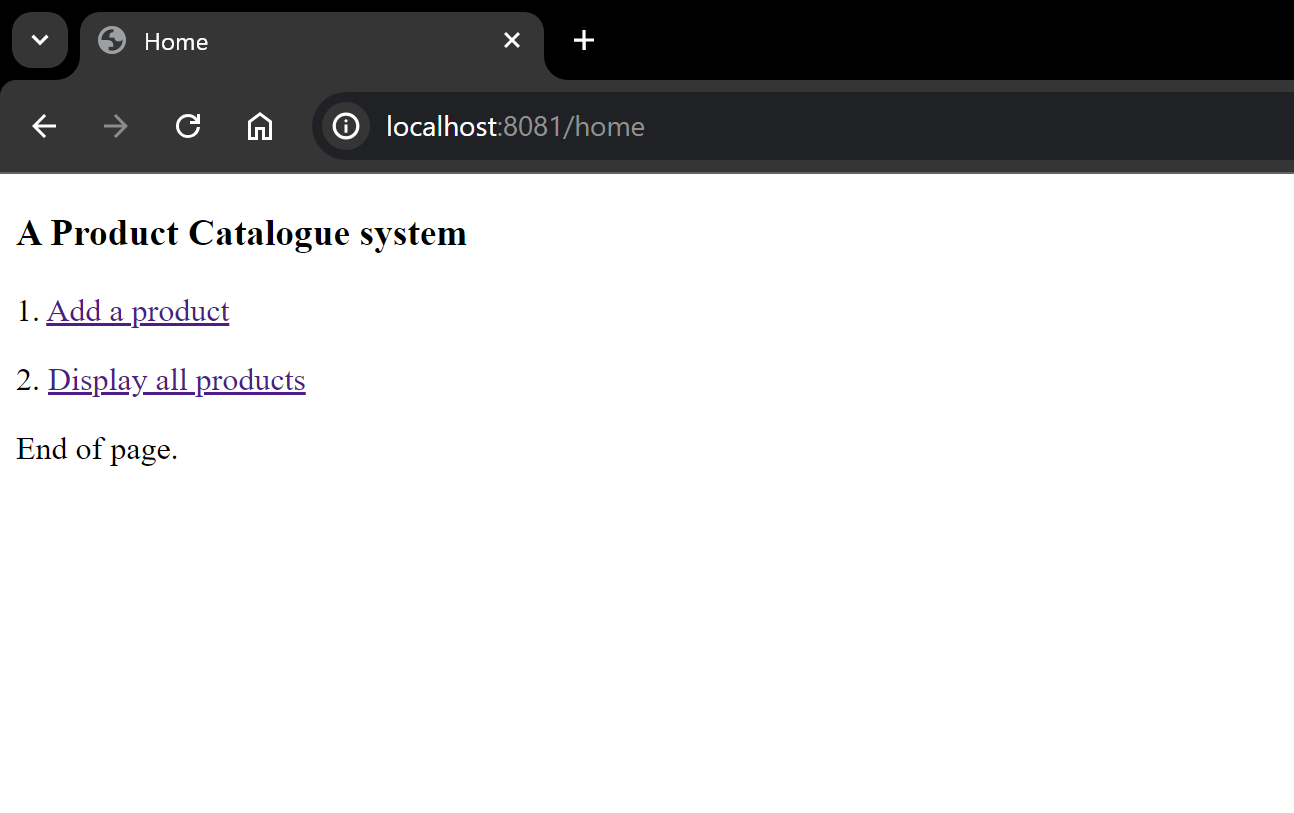 Home
localhost:8081/home
A Product Catalogue system
1. Add a product
2. Display all products
End of page.